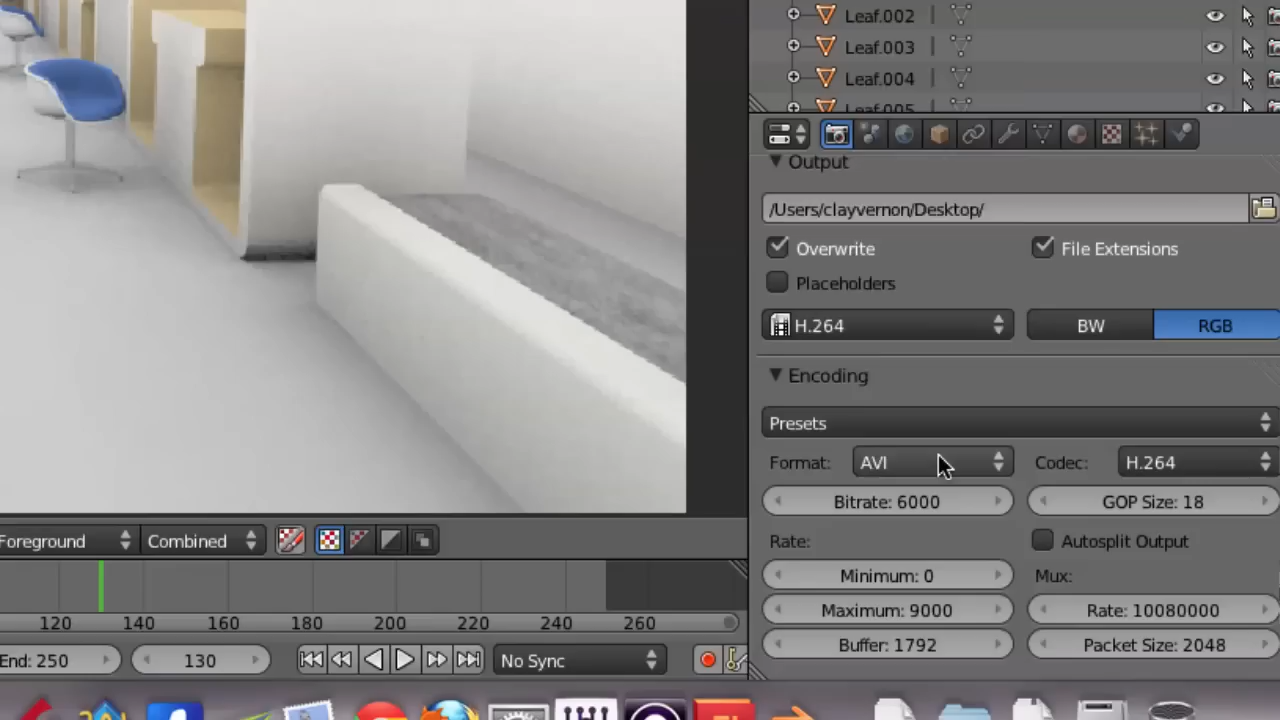 Leaf.002
Leaf.003
Leaf.004
Leaf.005
Output
/Users/clayvernon/Desktop/
Overwrite File Extensions
Placeholders
H.264 BW RGB
Encoding
Presets
Format: AVI Codec: H.264
Bitrate: 6000 GOP Size: 18
Rate: Autosplit Output
Minimum: 0 Mux:
Maximum: 9000 Rate: 10080000
Buffer: 1792 Packet Size: 2048
Foreground Combined
120 140 160 180 200 220 240 260
End: 250 130 No Sync